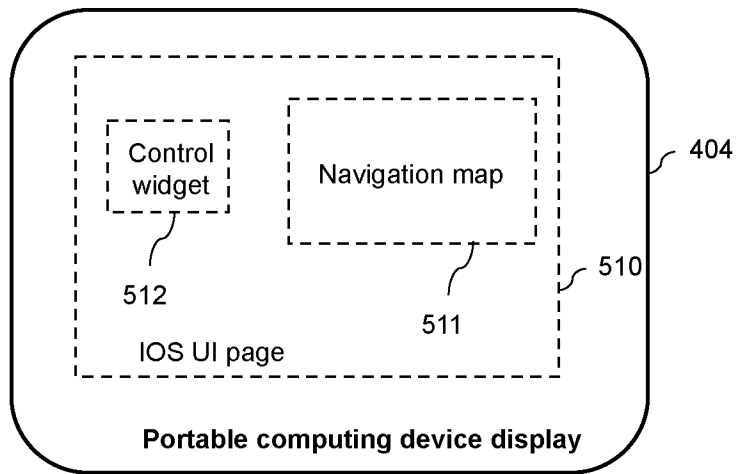 Control
widget
Navigation map
404
512
511
510
IOS UI page
Portable computing device display